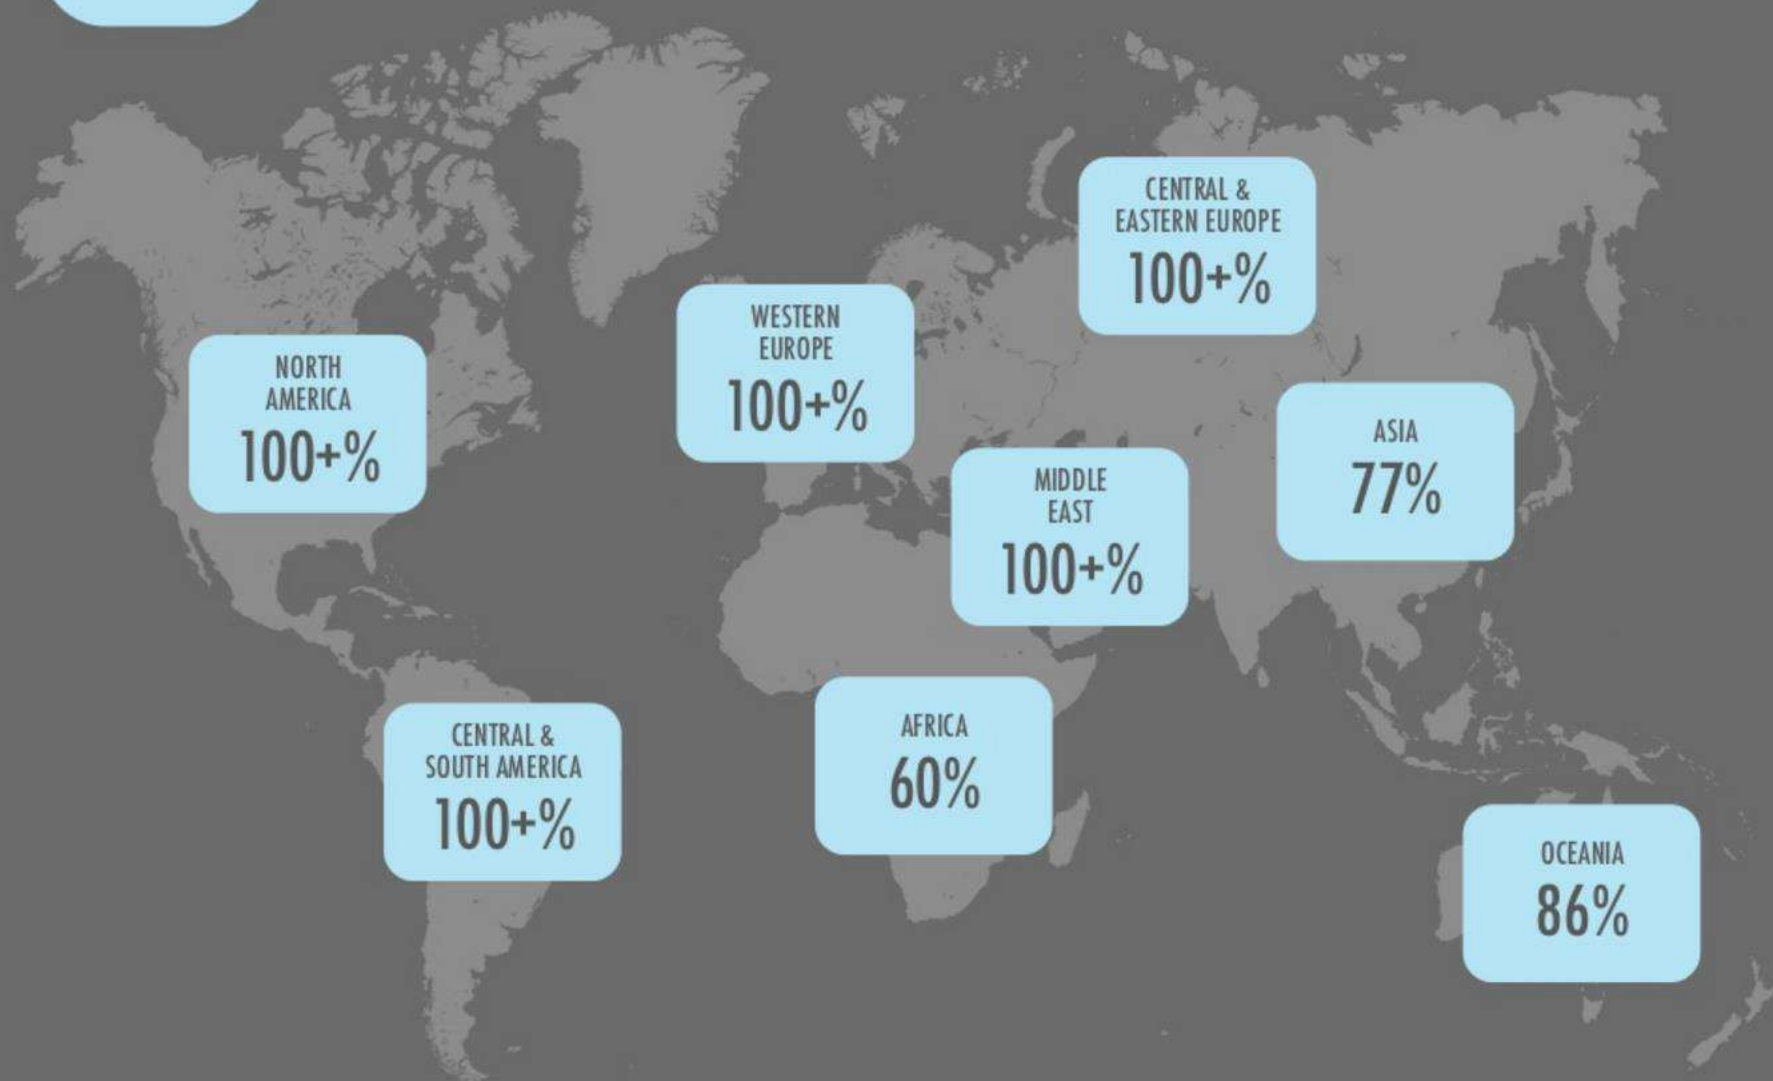 CENTRAL &
EASTERN EUROPE
100+%
WESTERN
EUROPE
100+%
NORTH
AMERICA
100+%
ASIA
77%
MIDDLE
EAST
100+%
CENTRAL &
SOUTH AMERICA
100+%
AFRICA
60%
OCEANIA
86%